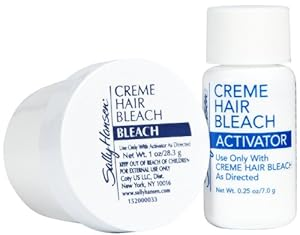 Sally Hansen
CREME
HAIR
BLEACH
BLEACH
Use Only With Activator As Directed
Net Wt. 1 oz/28.3 g
KEEP OUT OF REACH OF CHILDREN
FOR EXTERNAL USE ONLY
Coty US LLC., Dist.
New York, NY 10016
www.sallyhansen.com
152000033
CREME
HAIR
BLEACH
ACTIVATOR
Use Only With
CREME HAIR BLEACH
As Directed
Net Wt. 0.25 oz/7.0 g